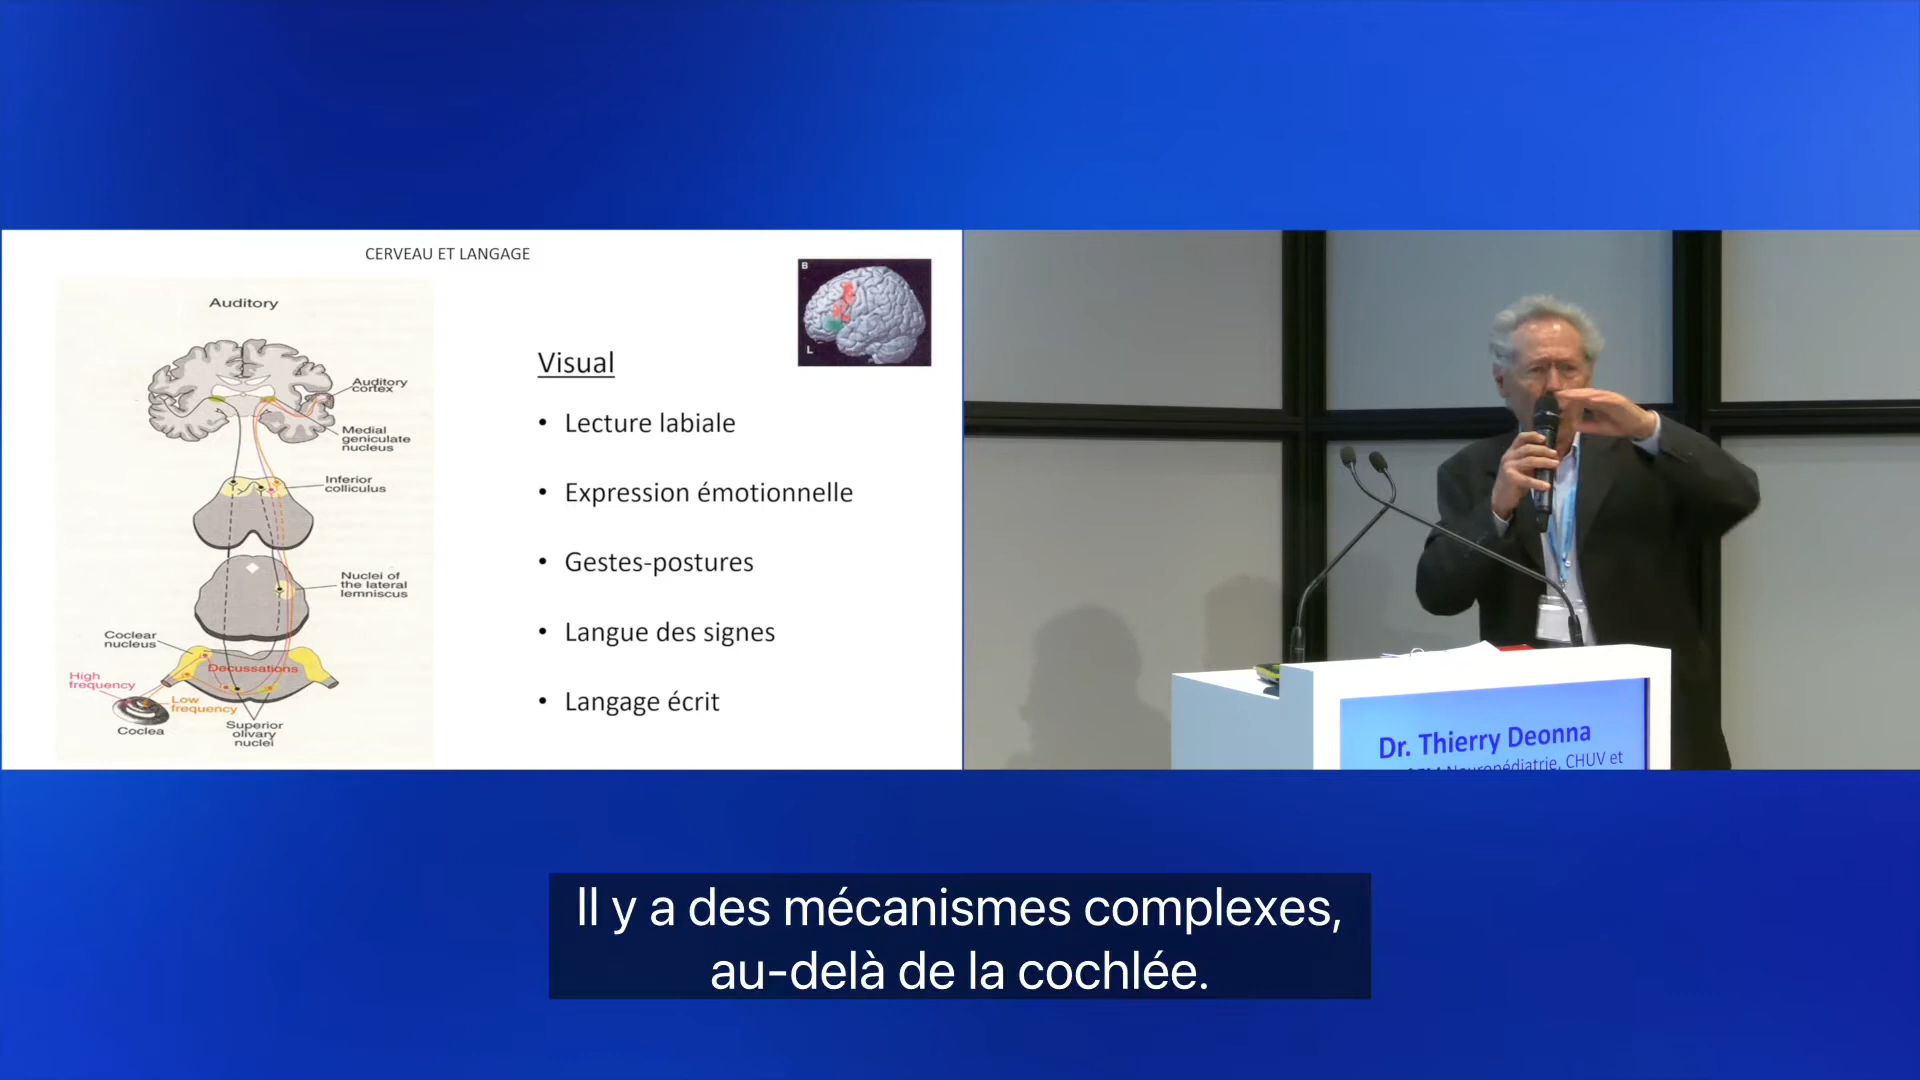 CERVEAU ET LANGAGE
Auditory
Auditory
cortex
Medial
geniculate
nucleus
Inferior
colliculus
Nuclei of
the lateral
lemniscus
Coclear
nucleus
Decussations
High
frequency
Low
frequency
Coclea
Superior
olivary
nuclei
B
L
Visual
• Lecture labiale
• Expression émotionnelle
• Gestes-postures
• Langue des signes
• Langage écrit
Dr. Thierry Deonna
Neuropédiatrie, CHUV et
Il y a des mécanismes complexes,
au-delà de la cochlée.